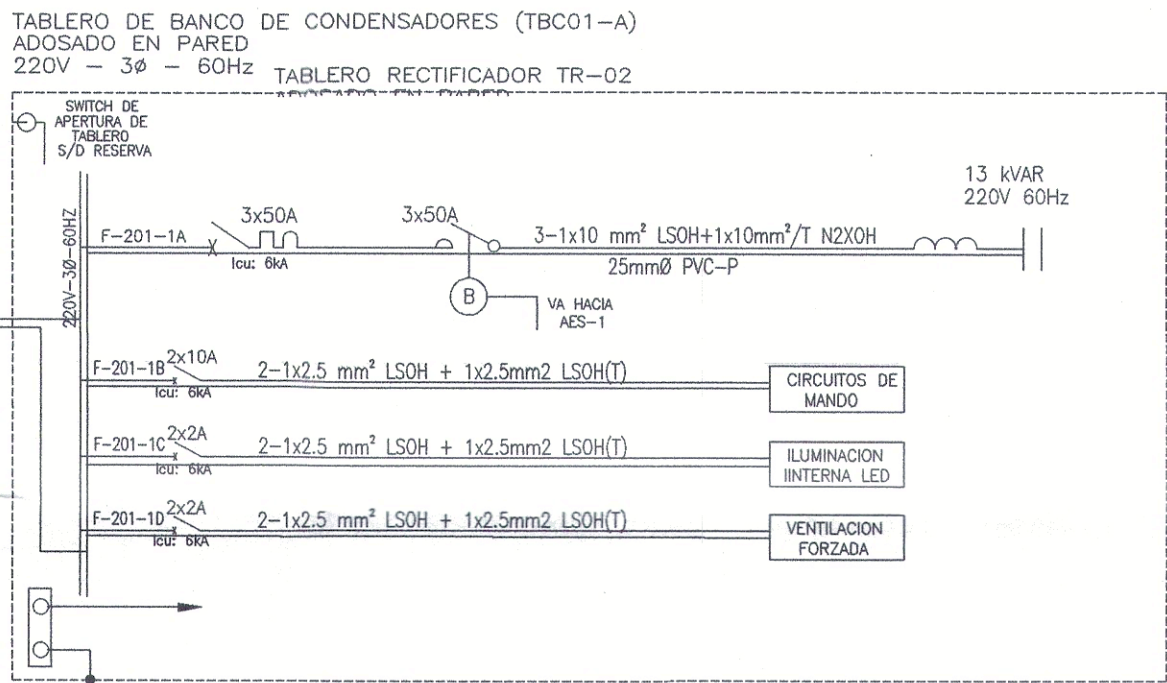 TABLERO DE BANCO DE CONDENSADORES (TBC01-A)
ADOSADO EN PARED
220V - 3Ø - 60Hz
TABLERO RECTIFICADOR TR-02
ADOSADO EN PARED
SWITCH DE
APERTURA DE
TABLERO
S/D RESERVA
220V-3Ø-60HZ
13 kVAR
220V 60Hz
F-201-1A
3x50A
Icu: 6kA
3x50A
3-1x10 mm² LSOH+1x10mm²/T N2XOH
25mmØ PVC-P
B
VA HACIA
AES-1
F-201-1B
2x10A
Icu: 6kA
2-1x2.5 mm² LSOH + 1x2.5mm2 LSOH(T)
CIRCUITOS DE
MANDO
F-201-1C
2x2A
Icu: 6kA
2-1x2.5 mm² LSOH + 1x2.5mm2 LSOH(T)
ILUMINACION
IINTERNA LED
F-201-1D
2x2A
Icu: 6kA
2-1x2.5 mm² LSOH + 1x2.5mm2 LSOH(T)
VENTILACION
FORZADA